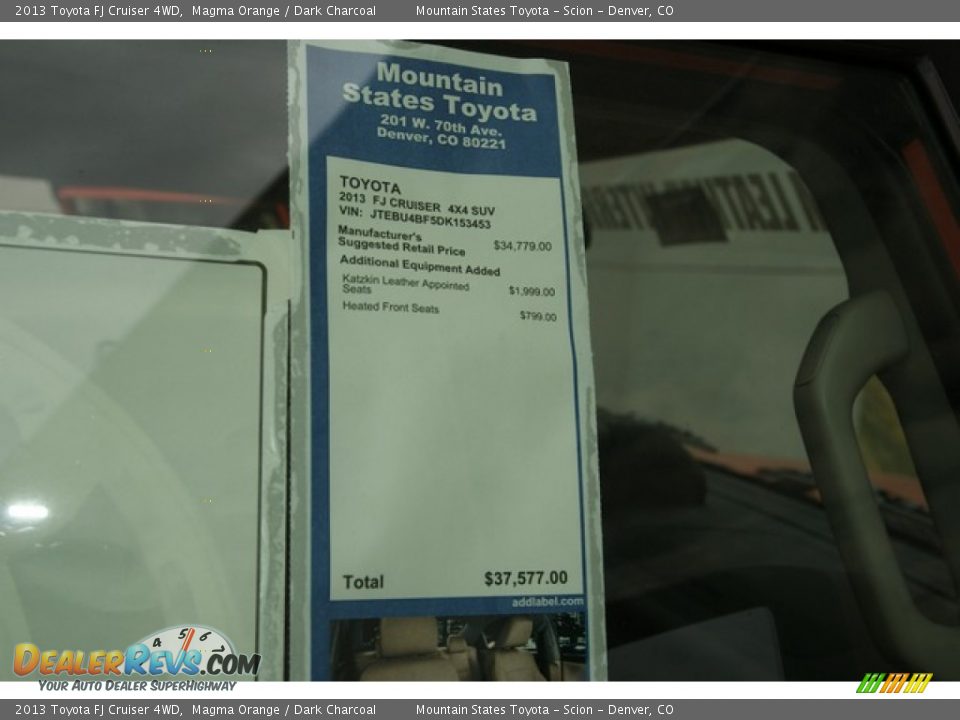 2013 Toyota FJ Cruiser 4WD,  Magma Orange / Dark Charcoal        Mountain States Toyota - Scion - Denver, CO
Mountain
States Toyota
201 W. 70th Ave.
Denver, CO 80221
TOYOTA
2013 FJ CRUISER 4X4 SUV
VIN: JTEBU4BF5DK153453
Manufacturer's
Suggested Retail Price $34,779.00
Additional Equipment Added
Katzkin Leather Appointed
Seats $1,999.00
Heated Front Seats $799.00
Total $37,577.00
addlabel.com
4 5 6
DealerRevs.com
Your Auto Dealer SuperHighway
2013 Toyota FJ Cruiser 4WD,  Magma Orange / Dark Charcoal        Mountain States Toyota - Scion - Denver, CO